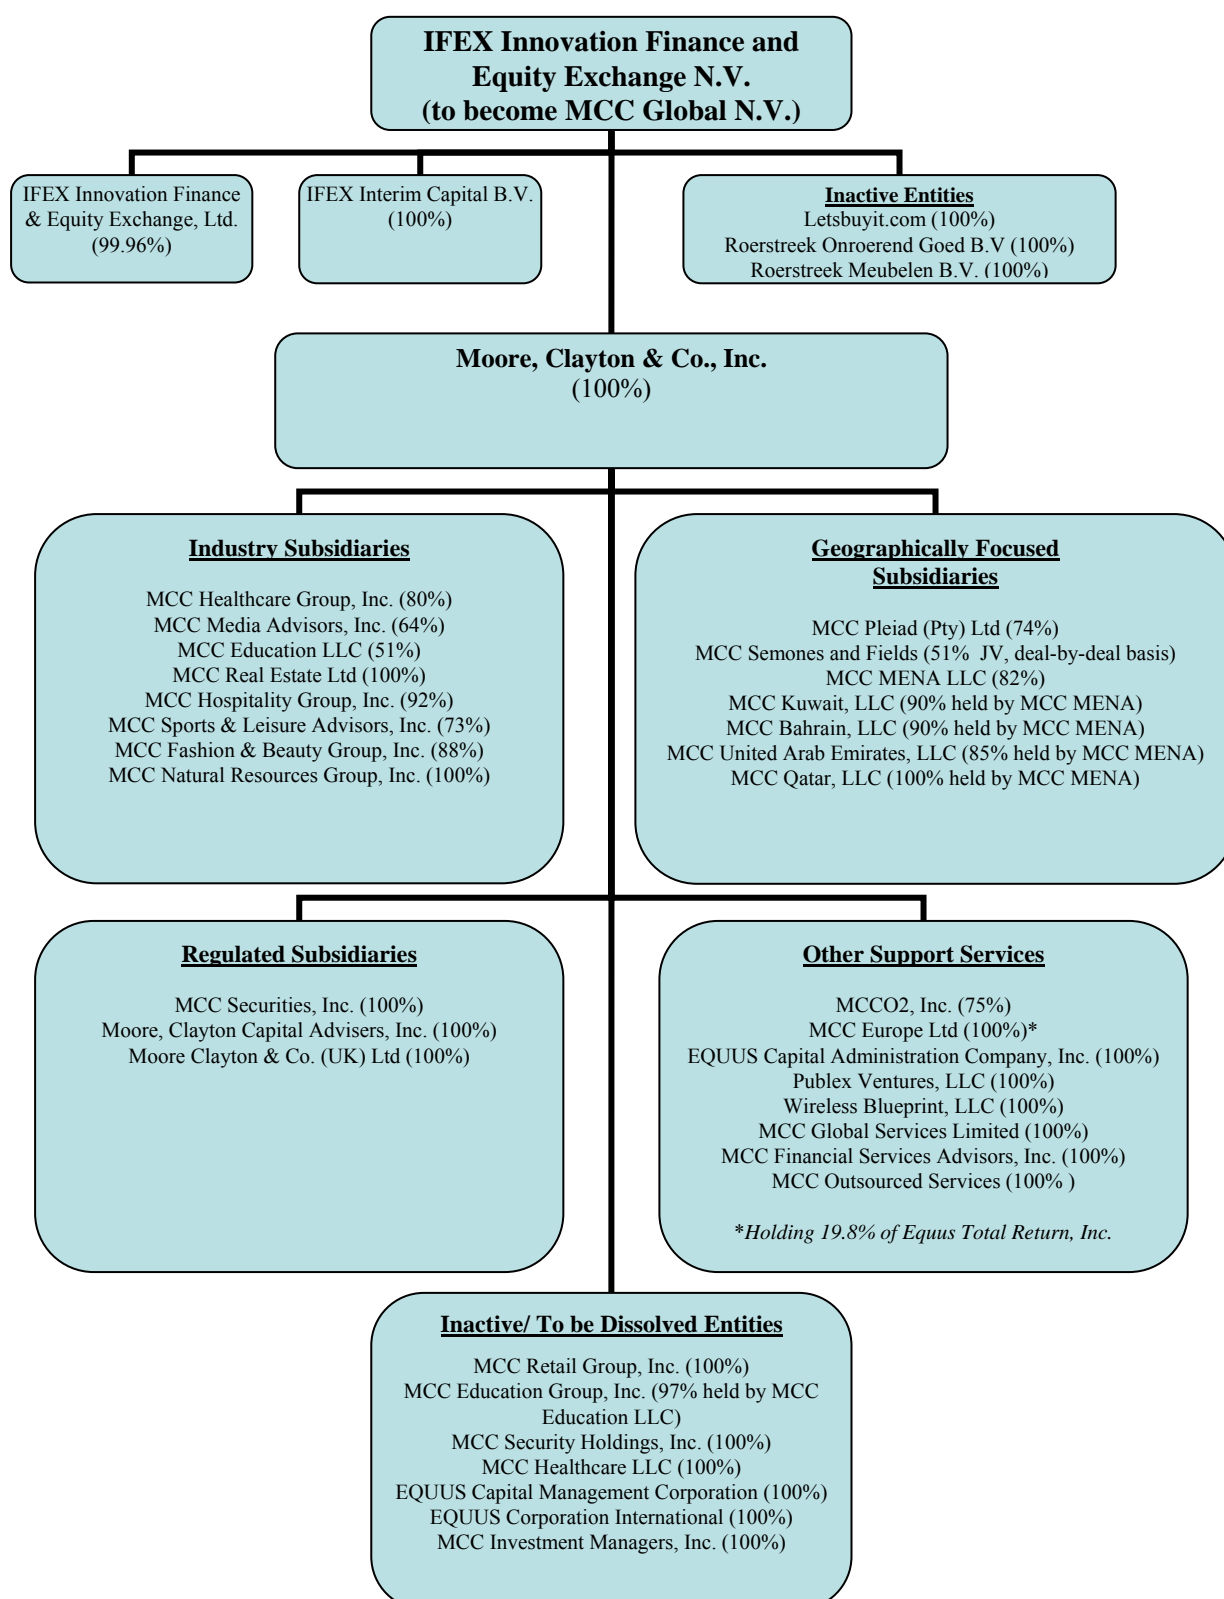 IFEX Innovation Finance and
Equity Exchange N.V.
(to become MCC Global N.V.)
IFEX Innovation Finance
& Equity Exchange, Ltd.
(99.96%)
IFEX Interim Capital B.V.
(100%)
Inactive Entities
Letsbuyit.com (100%)
Roerstreek Onroerend Goed B.V (100%)
Roerstreek Meubelen B.V. (100%)
Moore, Clayton & Co., Inc.
(100%)
Industry Subsidiaries
MCC Healthcare Group, Inc. (80%)
MCC Media Advisors, Inc. (64%)
MCC Education LLC (51%)
MCC Real Estate Ltd (100%)
MCC Hospitality Group, Inc. (92%)
MCC Sports & Leisure Advisors, Inc. (73%)
MCC Fashion & Beauty Group, Inc. (88%)
MCC Natural Resources Group, Inc. (100%)
Geographically Focused
Subsidiaries
MCC Pleiad (Pty) Ltd (74%)
MCC Semones and Fields (51% JV, deal-by-deal basis)
MCC MENA LLC (82%)
MCC Kuwait, LLC (90% held by MCC MENA)
MCC Bahrain, LLC (90% held by MCC MENA)
MCC United Arab Emirates, LLC (85% held by MCC MENA)
MCC Qatar, LLC (100% held by MCC MENA)
Regulated Subsidiaries
MCC Securities, Inc. (100%)
Moore, Clayton Capital Advisers, Inc. (100%)
Moore Clayton & Co. (UK) Ltd (100%)
Other Support Services
MCCO2, Inc. (75%)
MCC Europe Ltd (100%)*
EQUUS Capital Administration Company, Inc. (100%)
Publex Ventures, LLC (100%)
Wireless Blueprint, LLC (100%)
MCC Global Services Limited (100%)
MCC Financial Services Advisors, Inc. (100%)
MCC Outsourced Services (100% )
*Holding 19.8% of Equus Total Return, Inc.
Inactive/ To be Dissolved Entities
MCC Retail Group, Inc. (100%)
MCC Education Group, Inc. (97% held by MCC
Education LLC)
MCC Security Holdings, Inc. (100%)
MCC Healthcare LLC (100%)
EQUUS Capital Management Corporation (100%)
EQUUS Corporation International (100%)
MCC Investment Managers, Inc. (100%)